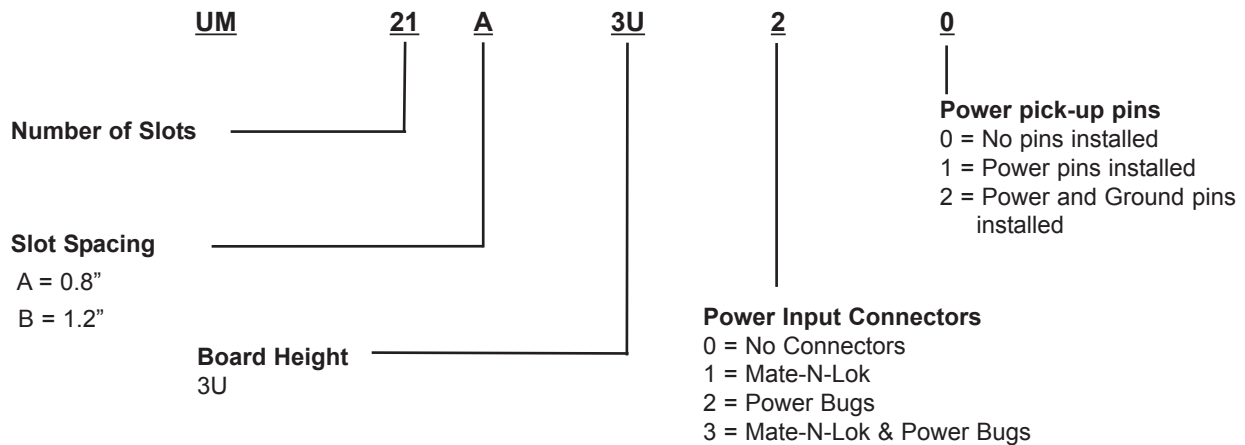 UM 21 A 3U 2 0
Number of Slots
Slot Spacing
A = 0.8”
B = 1.2”
Board Height
3U
Power Input Connectors
0 = No Connectors
1 = Mate-N-Lok
2 = Power Bugs
3 = Mate-N-Lok & Power Bugs
Power pick-up pins
0 = No pins installed
1 = Power pins installed
2 = Power and Ground pins
installed